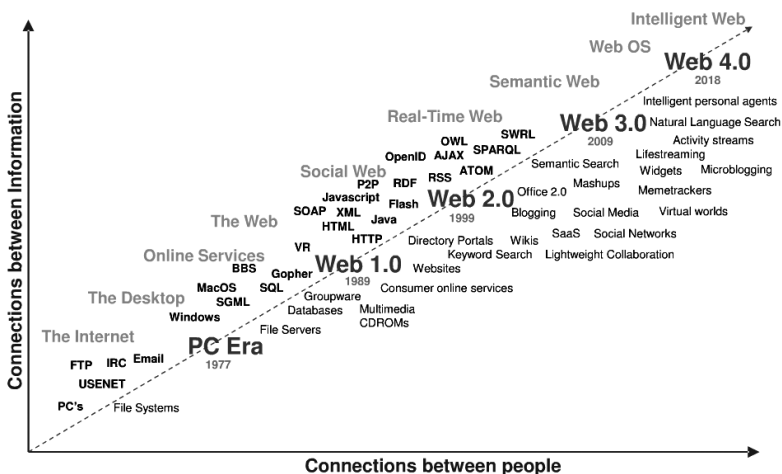 Intelligent Web
Web OS
Web 4.0
2018
Semantic Web
Intelligent personal agents
Real-Time Web
Web 3.0
2009
Natural Language Search
SWRL
OWL
SPARQL
Activity streams
OpenID
AJAX
Lifestreaming
Semantic Search
ATOM
Widgets
Microblogging
Social Web
P2P
RDF
RSS
Mashups
Memetrackers
Javascript
Flash
Web 2.0
1999
Office 2.0
SOAP
XML
Java
Blogging
Social Media
Virtual worlds
The Web
HTML
HTTP
SaaS
Social Networks
VR
Directory Portals
Wikis
Keyword Search
Lightweight Collaboration
Online Services
BBS
Gopher
Web 1.0
1989
Websites
MacOS
SQL
Consumer online services
The Desktop
SGML
Groupware
Databases
Multimedia
CDROMs
Windows
File Servers
The Internet
PC Era
1977
FTP
IRC
Email
USENET
PC's
File Systems
Connections between Information
Connections between people